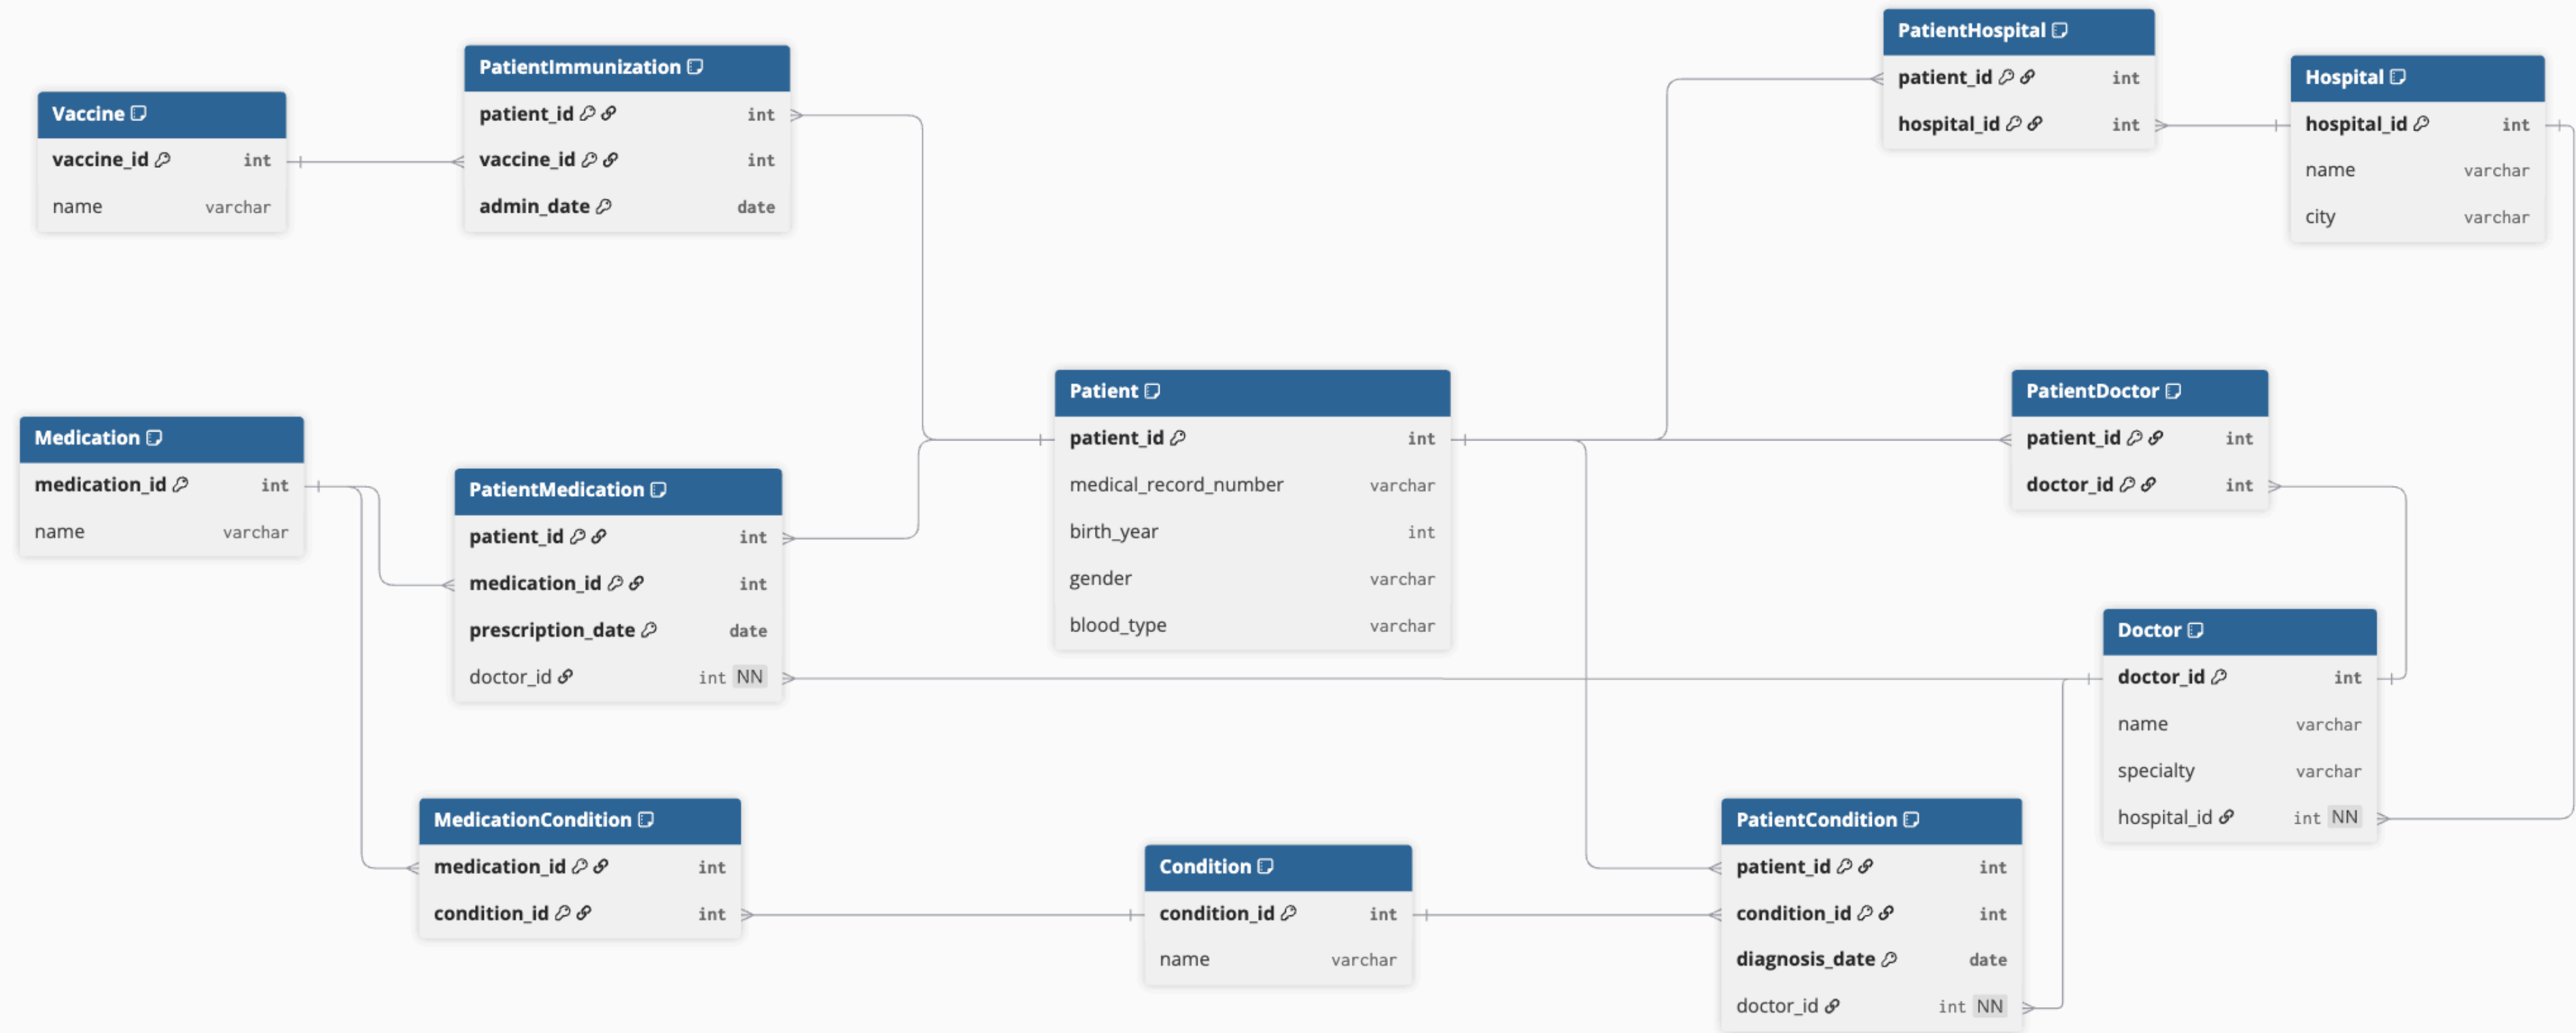 Vaccine
vaccine_id int
name varchar
PatientImmunization
patient_id int
vaccine_id int
admin_date date
PatientHospital
patient_id int
hospital_id int
Hospital
hospital_id int
name varchar
city varchar
Medication
medication_id int
name varchar
PatientMedication
patient_id int
medication_id int
prescription_date date
doctor_id int NN
Patient
patient_id int
medical_record_number varchar
birth_year int
gender varchar
blood_type varchar
PatientDoctor
patient_id int
doctor_id int
Doctor
doctor_id int
name varchar
specialty varchar
hospital_id int NN
MedicationCondition
medication_id int
condition_id int
Condition
condition_id int
name varchar
PatientCondition
patient_id int
condition_id int
diagnosis_date date
doctor_id int NN